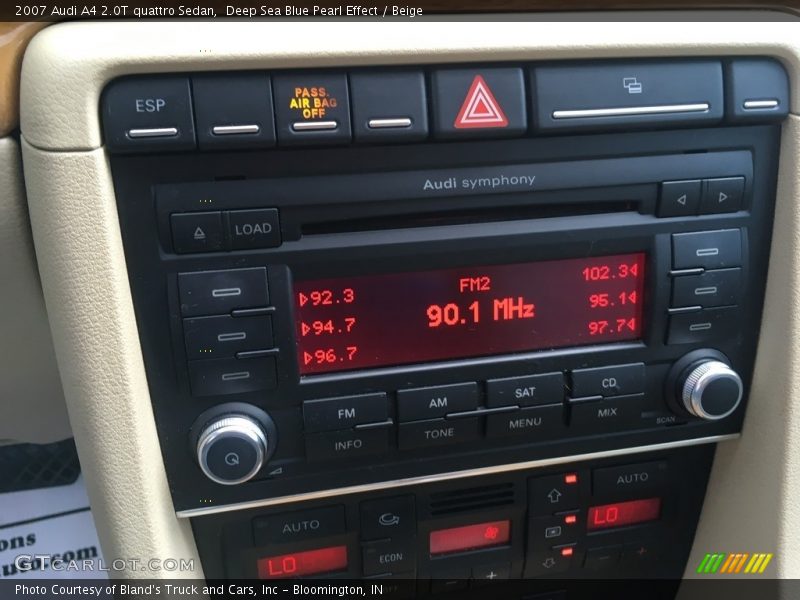 2007 Audi A4 2.0T quattro Sedan,  Deep Sea Blue Pearl Effect / Beige
ESP
PASS.
AIR BAG
OFF
Audi symphony
LOAD
FM2
90.1 MHz
92.3
94.7
96.7
102.3
95.1
97.7
FM
AM
SAT
CD
INFO
TONE
MENU
MIX
SCAN
AUTO
ECON
AUTO
LO
LO
GTCarLot.com
Photo Courtesy of Bland's Truck and Cars, Inc - Bloomington, IN